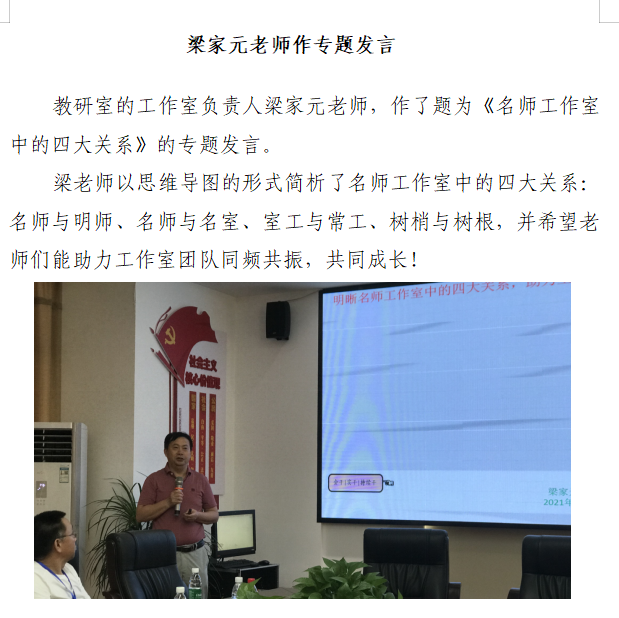 梁家元老师作专题发言
教研室的工作室负责人梁家元老师，作了题为《名师工作室
中的四大关系》的专题发言。
梁老师以思维导图的形式简析了名师工作室中的四大关系：
名师与明师、名师与名室、室工与常工、树梢与树根，并希望老
师们能助力工作室团队同频共振，共同成长！
明晰名师工作室中的四大关系，
社会主义
核心价值观
梁家
2021年